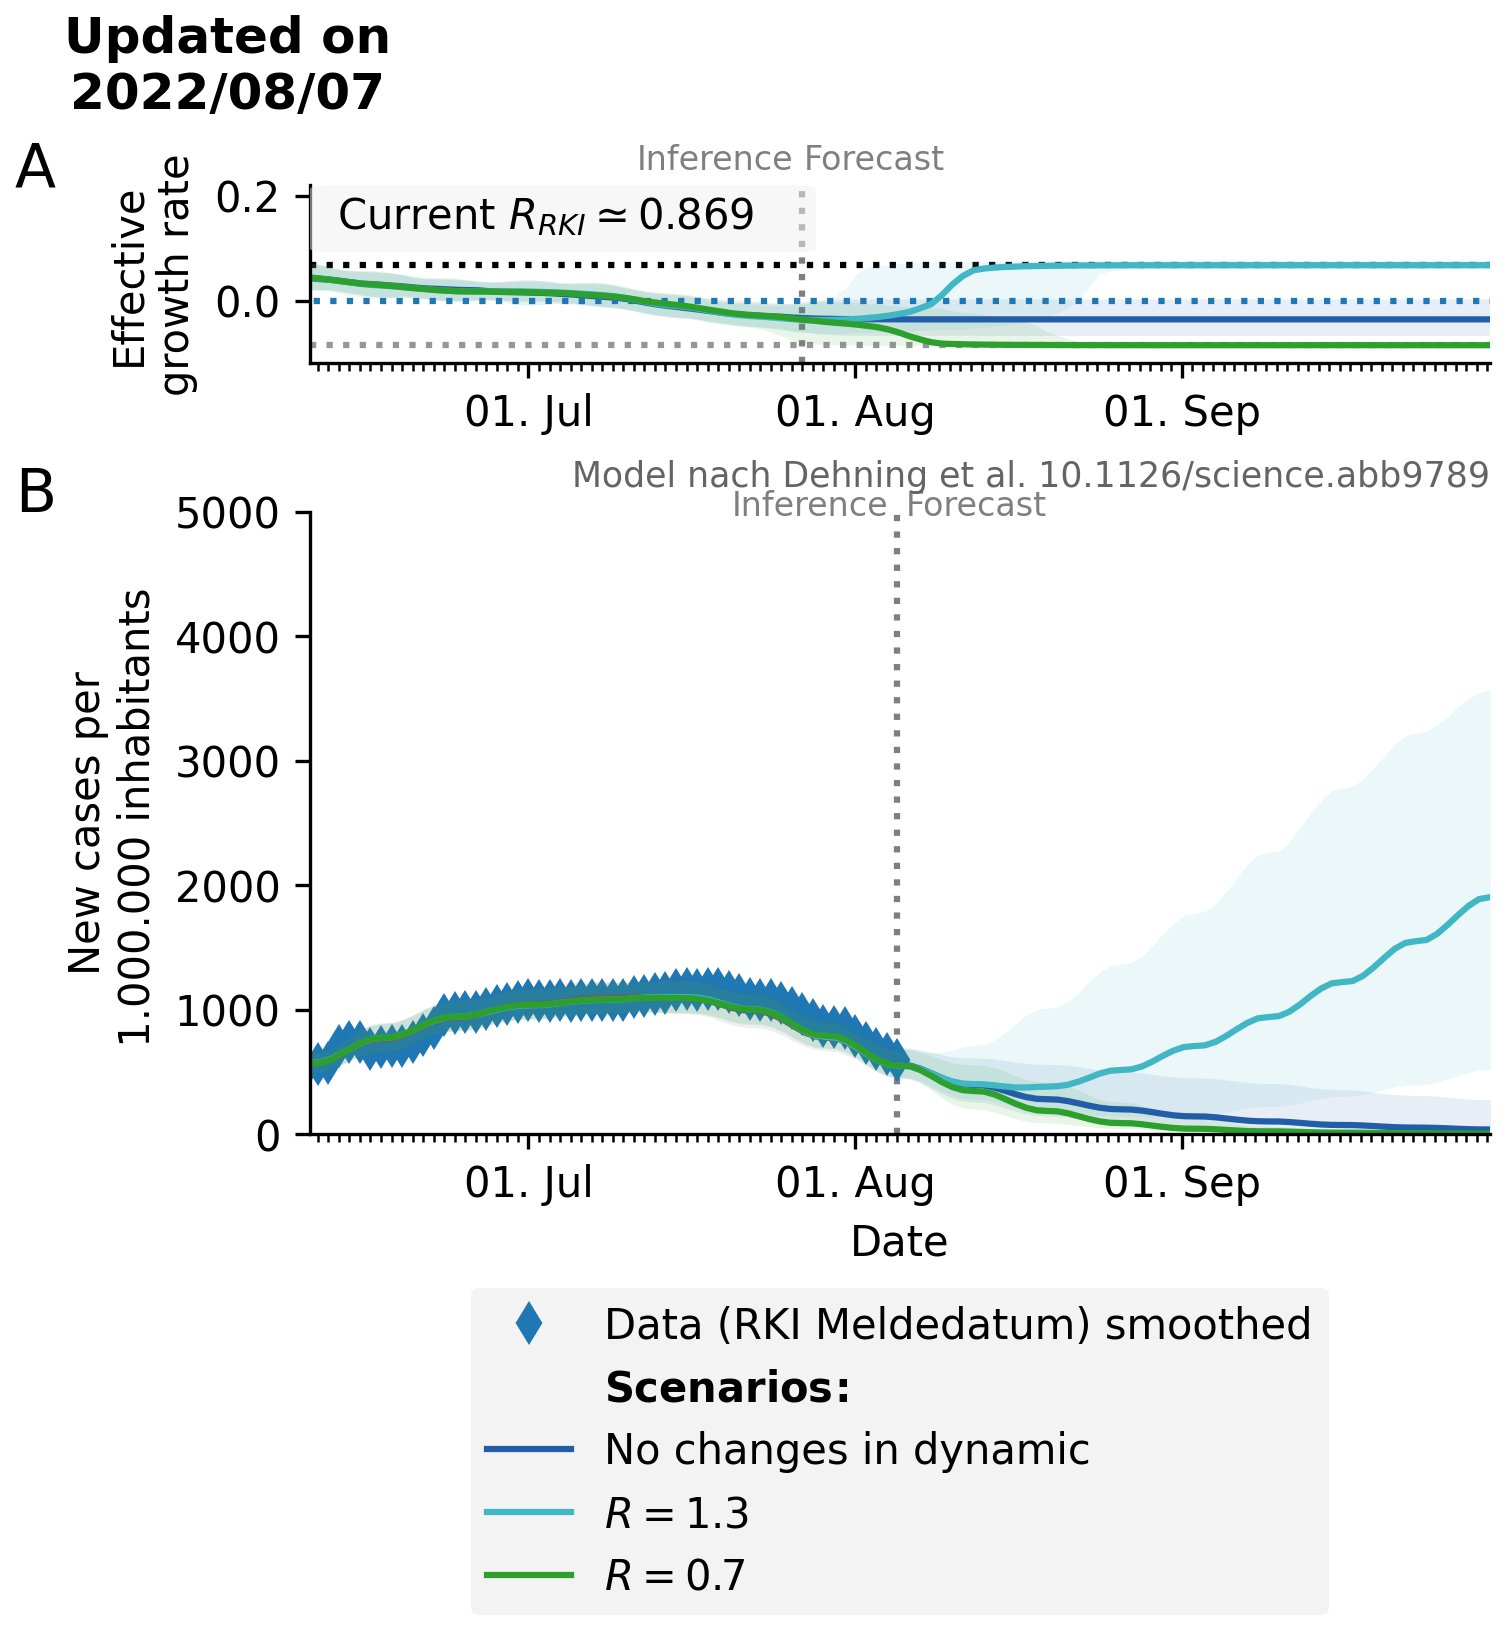 Updated on
2022/08/07
A
Inference Forecast
Effective
growth rate
0.2
0.0
Current R_RKI ≃ 0.869
01. Jul
01. Aug
01. Sep
B
Model nach Dehning et al. 10.1126/science.abb9789
Inference Forecast
New cases per
1.000.000 inhabitants
5000
4000
3000
2000
1000
0
01. Jul
01. Aug
01. Sep
Date
Data (RKI Meldedatum) smoothed
Scenarios:
No changes in dynamic
R = 1.3
R = 0.7